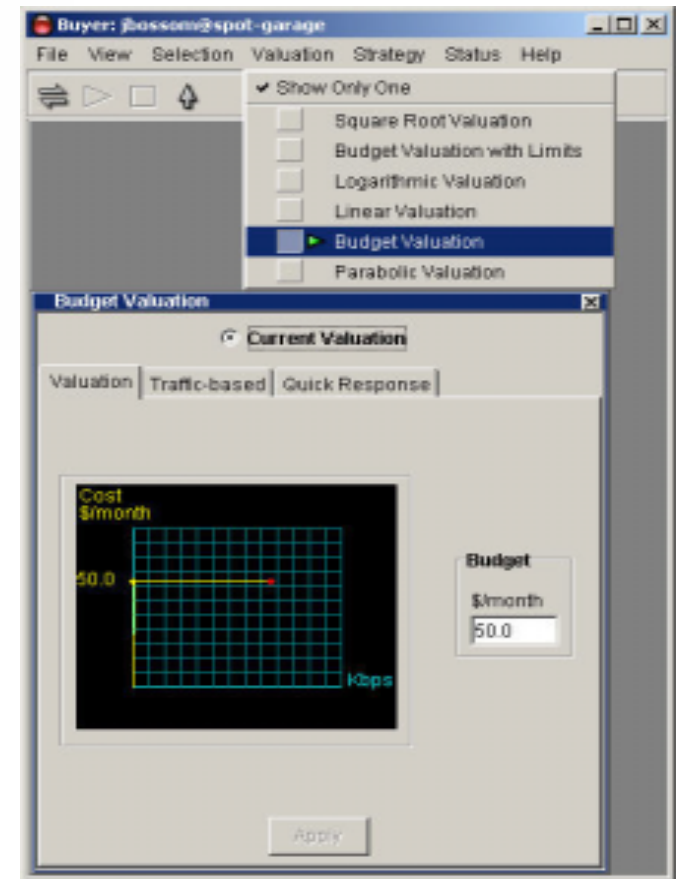 Buyer: jbossom@spot-garage
File View Selection Valuation Strategy Status Help
Show Only One
Square Root Valuation
Budget Valuation with Limits
Logarithmic Valuation
Linear Valuation
Budget Valuation
Parabolic Valuation
Budget Valuation
Current Valuation
Valuation Traffic-based Quick Response
Cost
$/month
50.0
Kbps
Budget
$/month
50.0
Apply